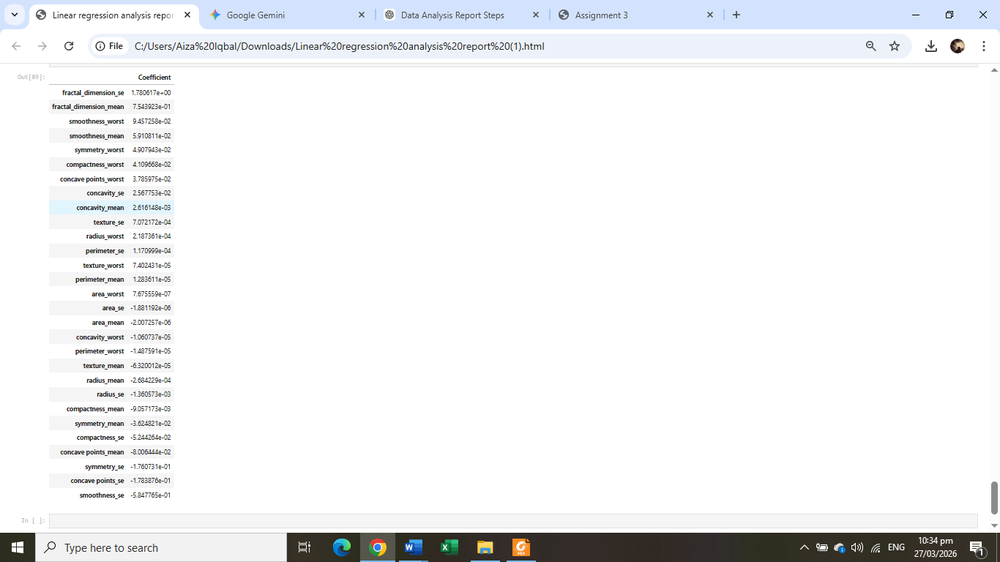 Linear regression analysis repor
Google Gemini
Data Analysis Report Steps
Assignment 3
File
C:/Users/Aiza%20Iqbal/Downloads/Linear%20regression%20analysis%20report%20(1).html
Out[89]:
Coefficient
fractal_dimension_se 1.780617e+00
fractal_dimension_mean 7.543923e-01
smoothness_worst 9.457258e-02
smoothness_mean 5.910811e-02
symmetry_worst 4.907943e-02
compactness_worst 4.109668e-02
concave points_worst 3.785975e-02
concavity_se 2.567753e-02
concavity_mean 2.616148e-03
texture_se 7.072172e-04
radius_worst 2.187361e-04
perimeter_se 1.170999e-04
texture_worst 7.402431e-05
perimeter_mean 1.283611e-05
area_worst 7.675559e-07
area_se -1.881192e-06
area_mean -2.007257e-06
concavity_worst -1.060737e-05
perimeter_worst -1.487591e-05
texture_mean -6.320012e-05
radius_mean -2.684229e-04
radius_se -1.360573e-03
compactness_mean -9.057173e-03
symmetry_mean -3.624821e-02
compactness_se -5.244264e-02
concave points_mean -8.006444e-02
symmetry_se -1.760731e-01
concave points_se -1.783876e-01
smoothness_se -5.847765e-01
In [ ]:
Type here to search
ENG
10:34 pm
27/03/2026
1